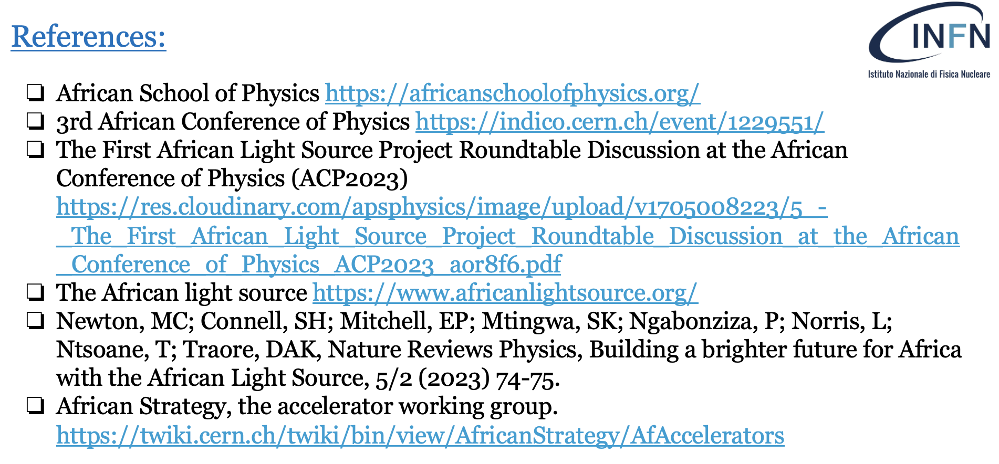 References:
INFN
Istituto Nazionale di Fisica Nucleare
❑ African School of Physics https://africanschoolofphysics.org/
❑ 3rd African Conference of Physics https://indico.cern.ch/event/1229551/
❑ The First African Light Source Project Roundtable Discussion at the African
Conference of Physics (ACP2023)
https://res.cloudinary.com/apsphysics/image/upload/v1705008223/5_-
_The_First_African_Light_Source_Project_Roundtable_Discussion_at_the_African
_Conference_of_Physics_ACP2023_aor8f6.pdf
❑ The African light source https://www.africanlightsource.org/
❑ Newton, MC; Connell, SH; Mitchell, EP; Mtingwa, SK; Ngabonziza, P; Norris, L;
Ntsoane, T; Traore, DAK, Nature Reviews Physics, Building a brighter future for Africa
with the African Light Source, 5/2 (2023) 74-75.
❑ African Strategy, the accelerator working group.
https://twiki.cern.ch/twiki/bin/view/AfricanStrategy/AfAccelerators